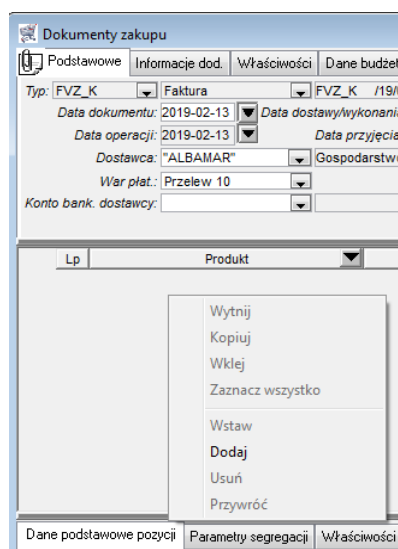 Dokumenty zakupu
Podstawowe Informacje dod. Właściwości Dane budżet
Typ: FVZ_K Faktura FVZ_K /19/
Data dokumentu: 2019-02-13 Data dostawy/wykonania
Data operacji: 2019-02-13 Data przyjęcia
Dostawca: "ALBAMAR" Gospodarstw
War płat.: Przelew 10
Konto bank. dostawcy:
Lp Produkt
Wytnij
Kopiuj
Wklej
Zaznacz wszystko
Wstaw
Dodaj
Usuń
Przywróć
Dane podstawowe pozycji Parametry segregacji Właściwości